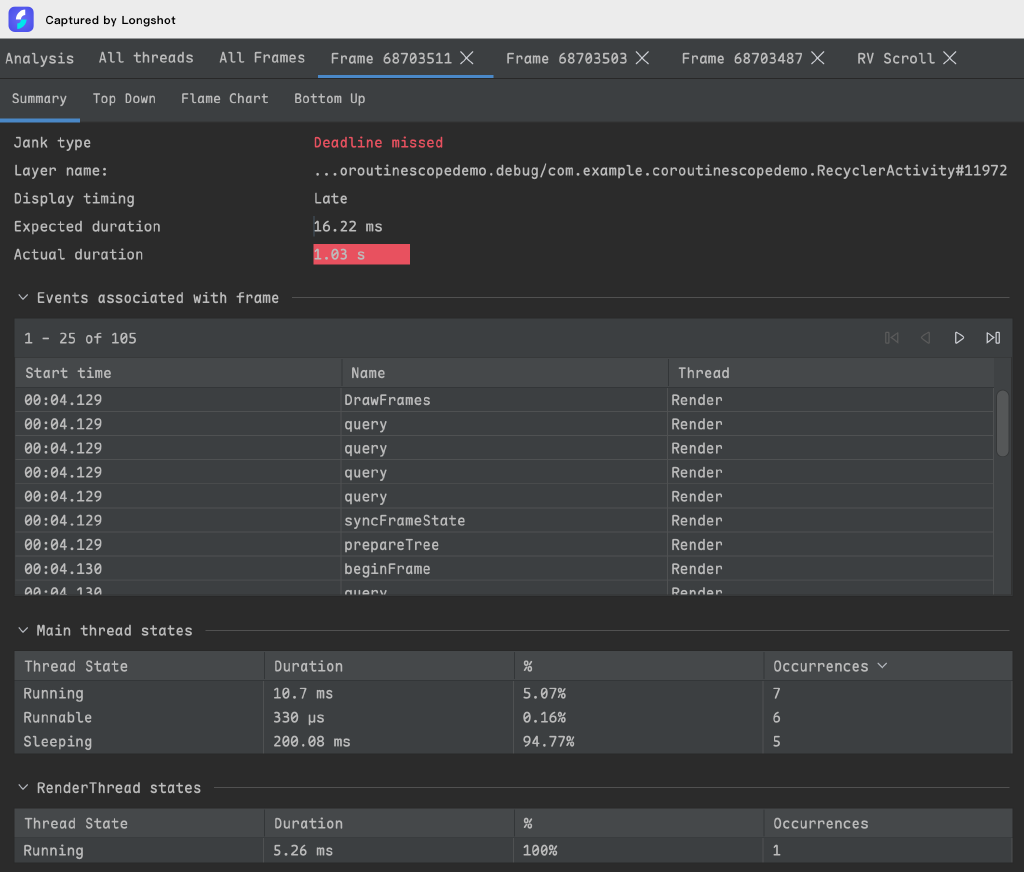 Captured by Longshot
Analysis All threads All Frames Frame 68703511 Frame 68703503 Frame 68703487 RV Scroll
Summary Top Down Flame Chart Bottom Up
Jank type Deadline missed
Layer name: ...oroutinescopedemo.debug/com.example.coroutinescopedemo.RecyclerActivity#11972
Display timing Late
Expected duration 16.22 ms
Actual duration 1.03 s
Events associated with frame
1 - 25 of 105
Start time Name Thread
00:04.129 DrawFrames Render
00:04.129 query Render
00:04.129 query Render
00:04.129 query Render
00:04.129 query Render
00:04.129 syncFrameState Render
00:04.129 prepareTree Render
00:04.130 beginFrame Render
00:04.130 query Render
Main thread states
Thread State Duration % Occurrences
Running 10.7 ms 5.07% 7
Runnable 330 μs 0.16% 6
Sleeping 200.08 ms 94.77% 5
RenderThread states
Thread State Duration % Occurrences
Running 5.26 ms 100% 1